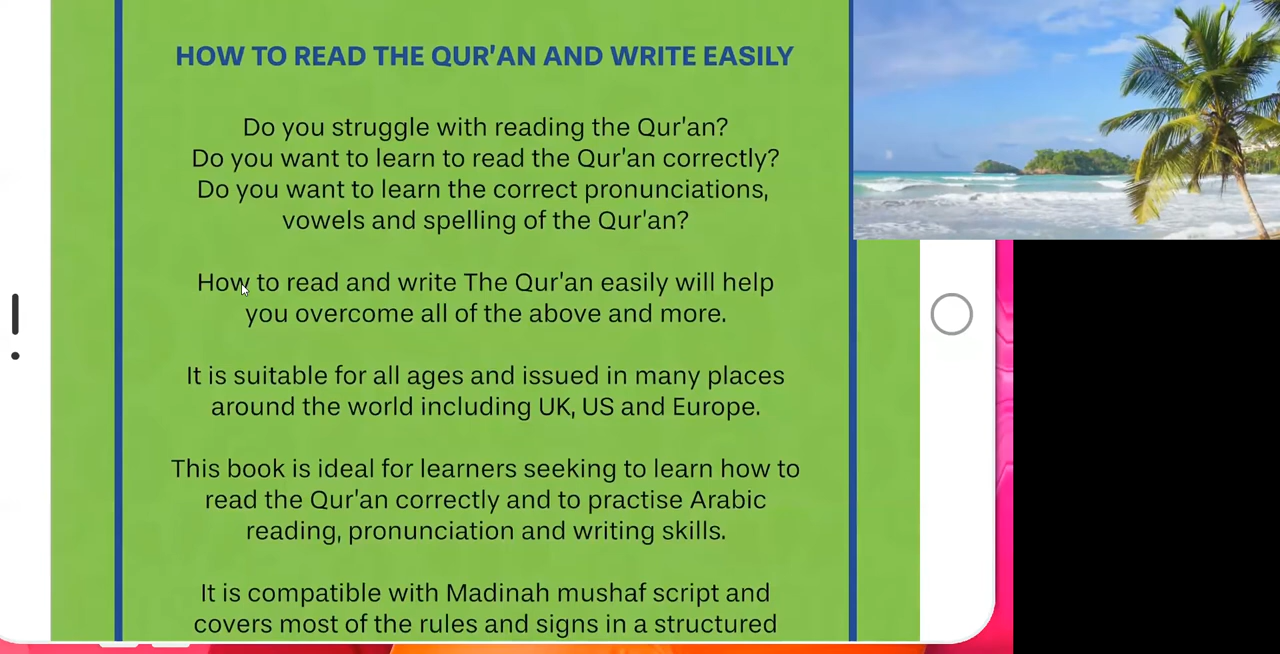 HOW TO READ THE QUR'AN AND WRITE EASILY
Do you struggle with reading the Qur'an?
Do you want to learn to read the Qur'an correctly?
Do you want to learn the correct pronunciations,
vowels and spelling of the Qur'an?
How to read and write The Qur'an easily will help
you overcome all of the above and more.
It is suitable for all ages and issued in many places
around the world including UK, US and Europe.
This book is ideal for learners seeking to learn how to
read the Qur'an correctly and to practise Arabic
reading, pronunciation and writing skills.
It is compatible with Madinah mushaf script and
covers most of the rules and signs in a structured